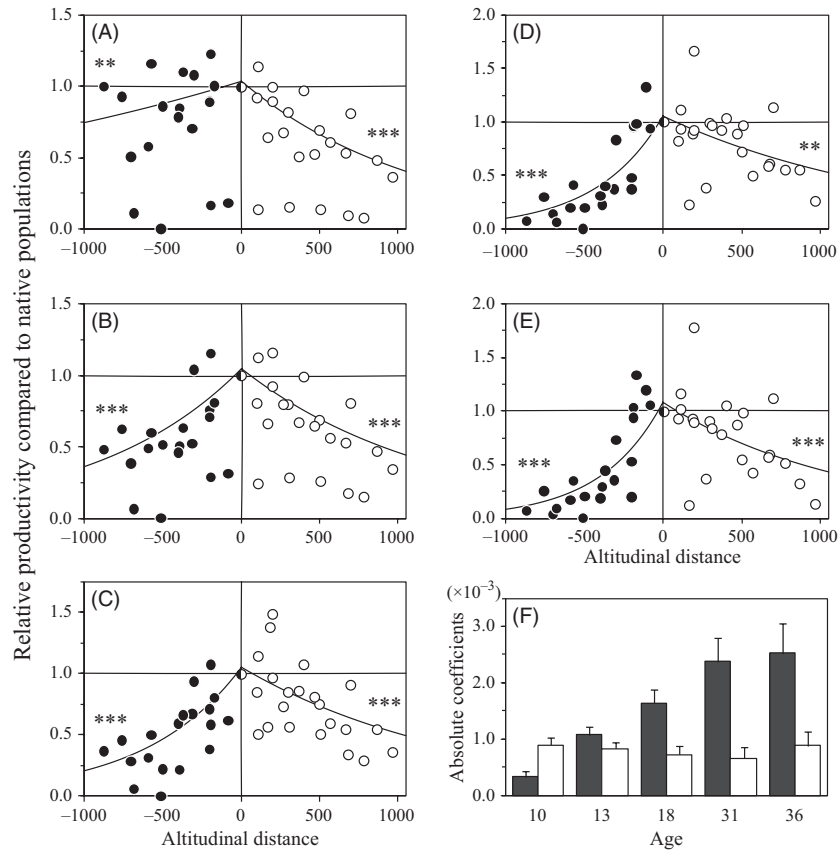 Relative productivity compared to native populations
(A)
1.5
1.0
0.5
0.0
**
***
−1000 −500 0 500 1000
(B)
1.5
1.0
0.5
0.0
***
***
−1000 −500 0 500 1000
(C)
1.5
1.0
0.5
0.0
***
***
−1000 −500 0 500 1000
Altitudinal distance
(D)
2.0
1.5
1.0
0.5
0.0
***
**
−1000 −500 0 500 1000
(E)
2.0
1.5
1.0
0.5
0.0
***
***
−1000 −500 0 500 1000
Altitudinal distance
(F)
(×10⁻³)
Absolute coefficients
3.0
2.0
1.0
0.0
10 13 18 31 36
Age